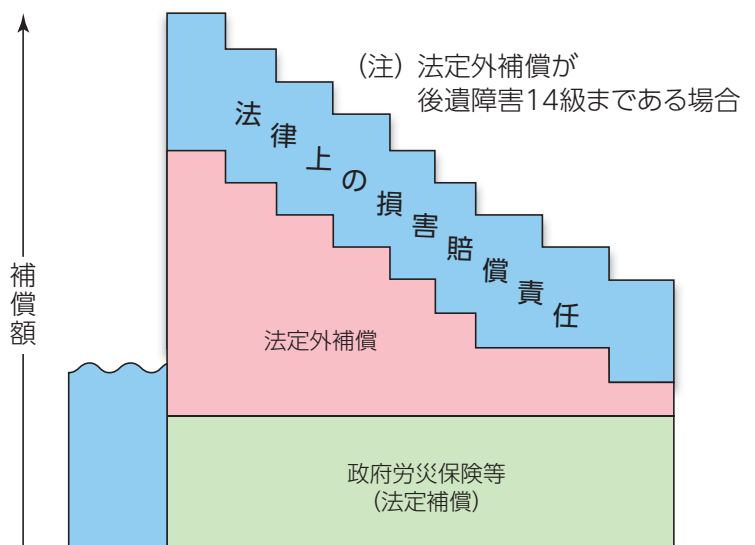 (注) 法定外補償が
後遺障害14級まである場合
法律上の損害賠償責任
補償額
法定外補償
政府労災保険等
(法定補償)